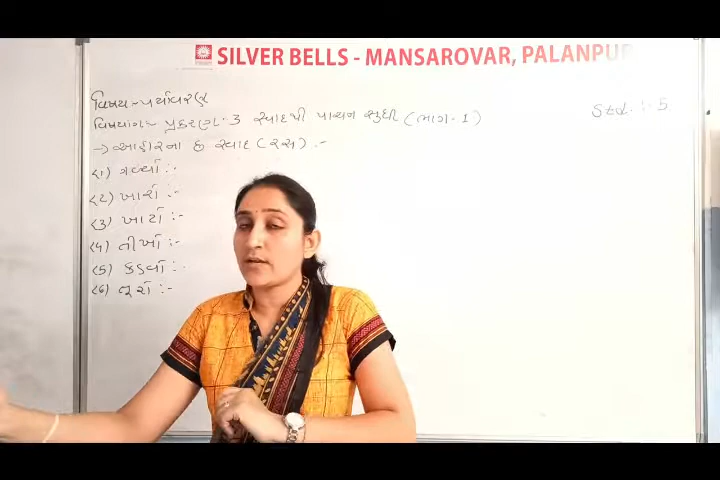 SILVER BELLS - MANSAROVAR, PALANPUR
વિષય :- પર્યાવરણ
Std. :- 5
વિષયાંગ :- પ્રકરણ - 3 સ્વાદથી પાચન સુધી (ભાગ - 1)
-> આહારના છ સ્વાદ (રસ) :-
(1) ગળ્યો :-
(2) ખારો :-
(3) ખાટો :-
(4) તીખો :-
(5) કડવો :-
(6) તૂરો :-